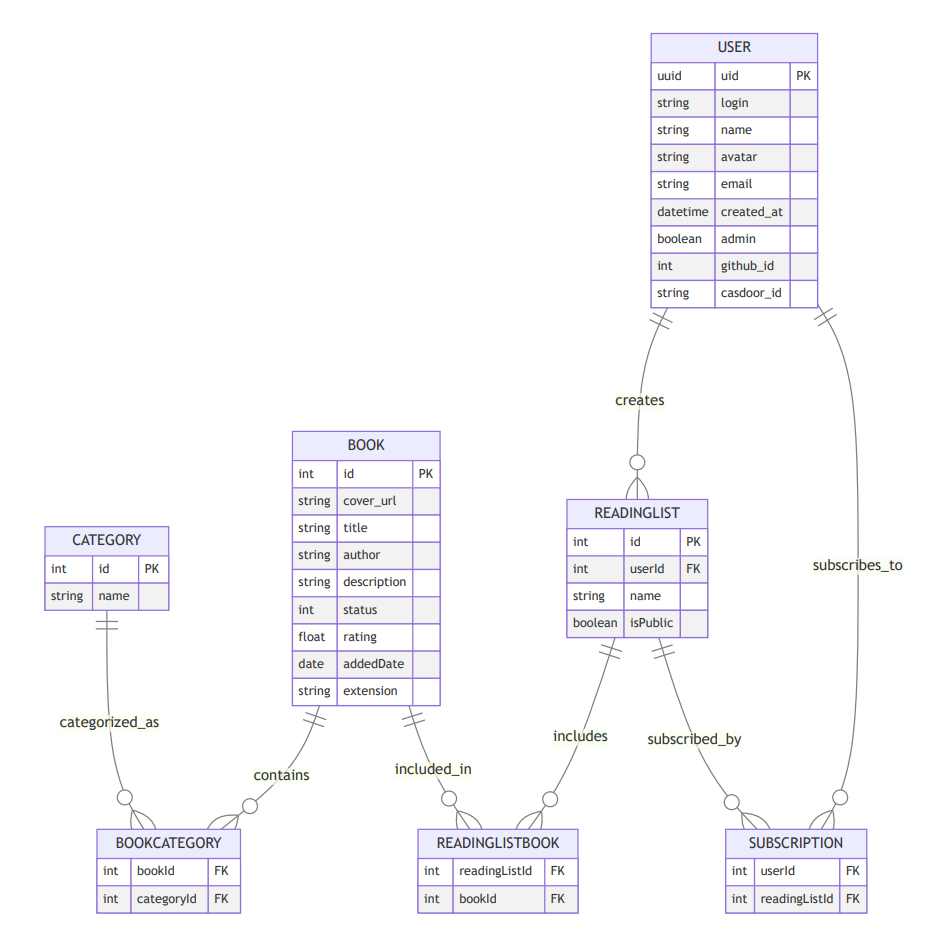 USER
uuid uid PK
string login
string name
string avatar
string email
datetime created_at
boolean admin
int github_id
string casdoor_id
creates
subscribes_to
BOOK
int id PK
string cover_url
string title
string author
string description
int status
float rating
date addedDate
string extension
READINGLIST
int id PK
int userId FK
string name
boolean isPublic
CATEGORY
int id PK
string name
categorized_as
contains
included_in
includes
subscribed_by
BOOKCATEGORY
int bookId FK
int categoryId FK
READINGLISTBOOK
int readingListId FK
int bookId FK
SUBSCRIPTION
int userId FK
int readingListId FK